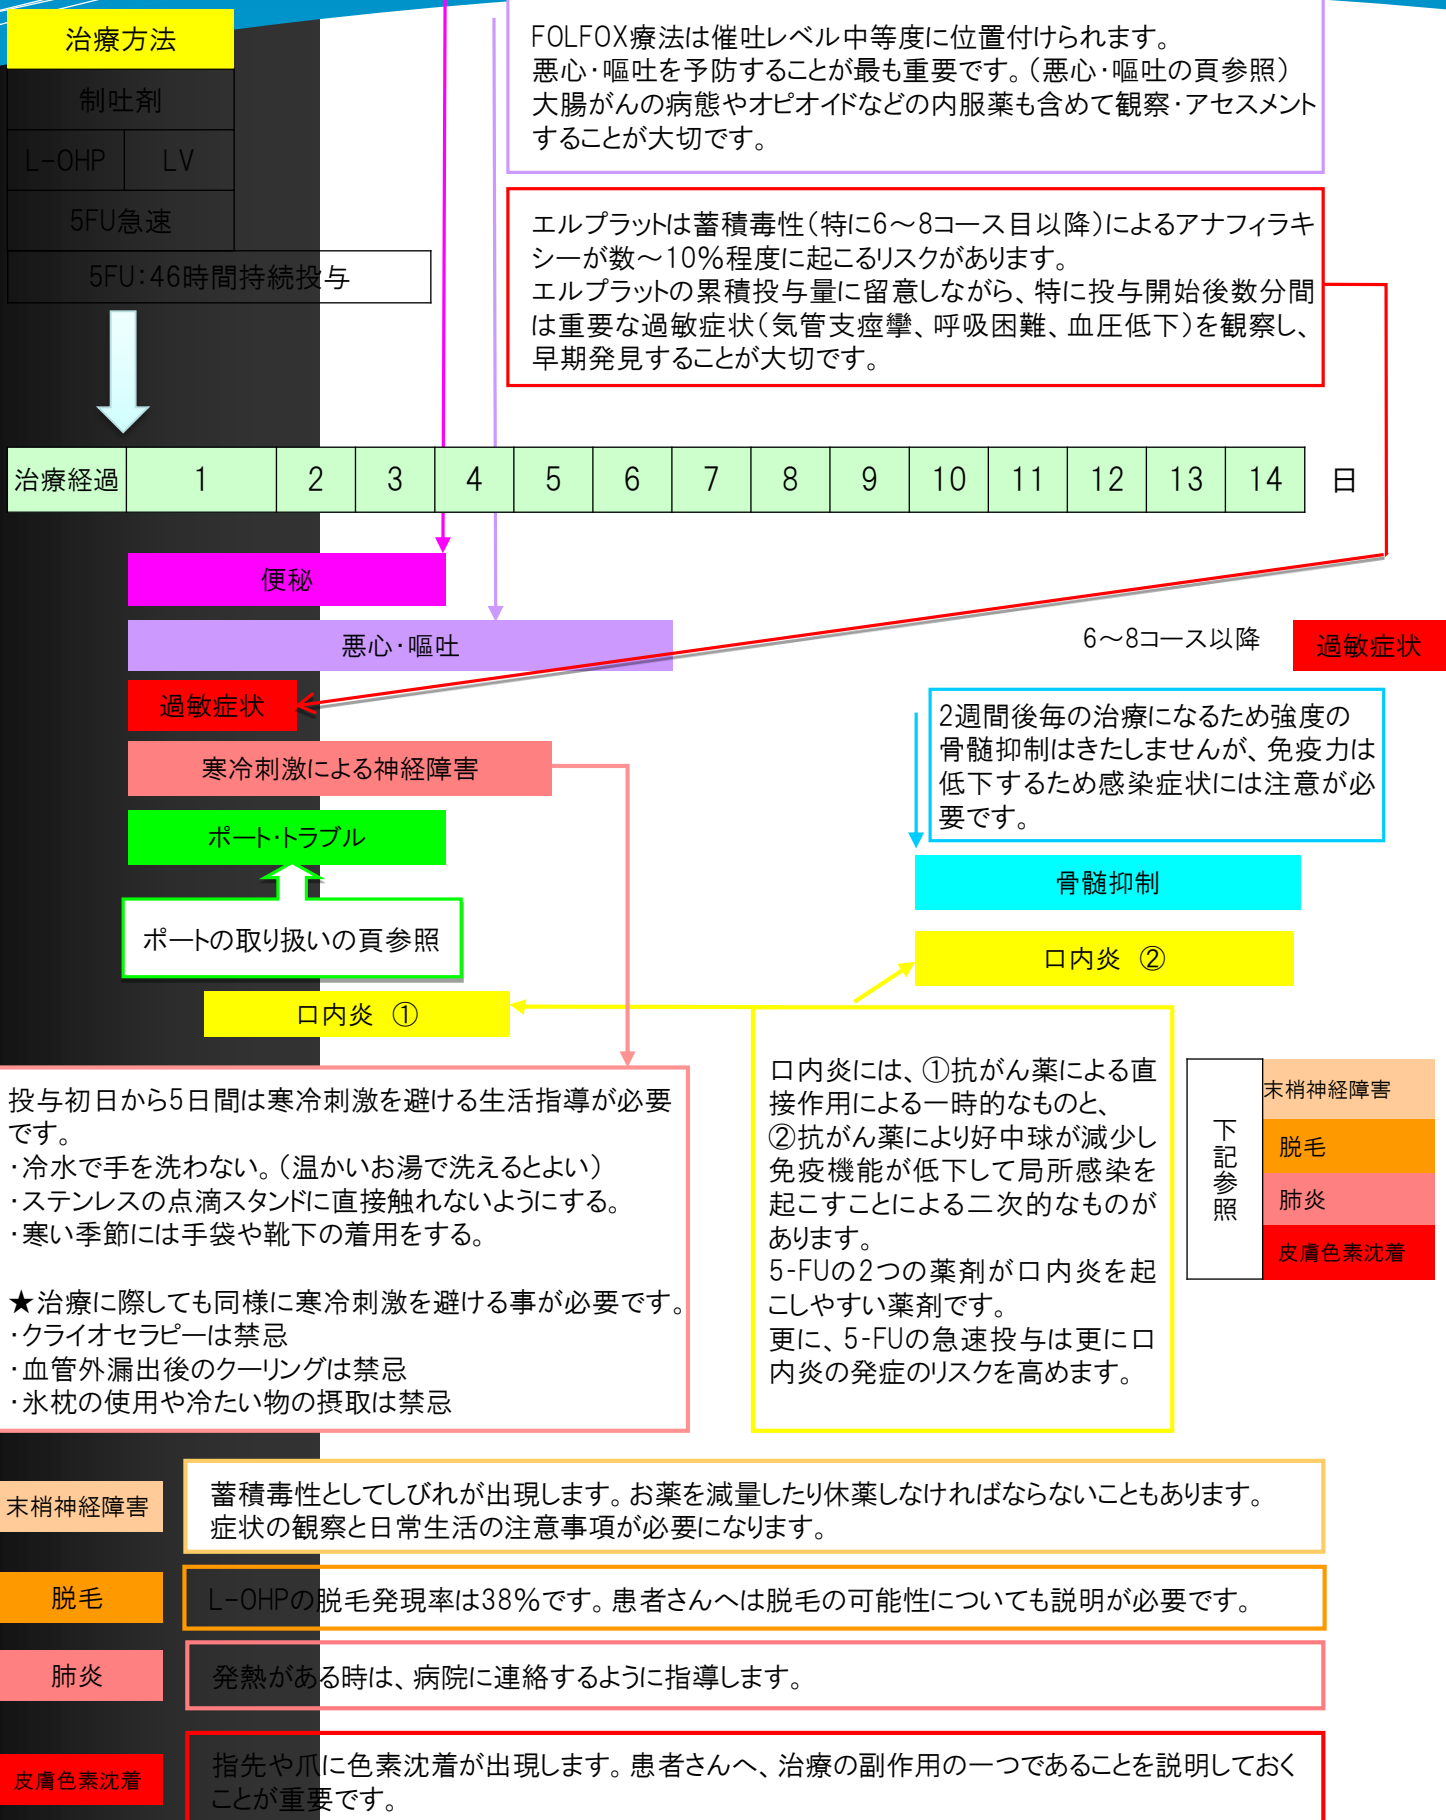 治療方法
制吐剤
L-OHP
LV
5FU急速
5FU：46時間持続投与
FOLFOX療法は催吐レベル中等度に位置付けられます。
悪心・嘔吐を予防することが最も重要です。（悪心・嘔吐の頁参照）
大腸がんの病態やオピオイドなどの内服薬も含めて観察・アセスメント
することが大切です。
エルプラットは蓄積毒性（特に6～8コース目以降）によるアナフィラキ
シーが数～10％程度に起こるリスクがあります。
エルプラットの累積投与量に留意しながら、特に投与開始後数分間
は重要な過敏症状（気管支痙攣、呼吸困難、血圧低下）を観察し、
早期発見することが大切です。
治療経過 1 2 3 4 5 6 7 8 9 10 11 12 13 14 日
便秘
悪心・嘔吐
6～8コース以降
過敏症状
過敏症状
寒冷刺激による神経障害
2週間後毎の治療になるため強度の
骨髄抑制はきたしませんが、免疫力は
低下するため感染症状には注意が必
要です。
ポート・トラブル
骨髄抑制
ポートの取り扱いの頁参照
口内炎 ②
口内炎 ①
投与初日から5日間は寒冷刺激を避ける生活指導が必要
です。
・冷水で手を洗わない。（温かいお湯で洗えるとよい）
・ステンレスの点滴スタンドに直接触れないようにする。
・寒い季節には手袋や靴下の着用をする。
★治療に際しても同様に寒冷刺激を避ける事が必要です。
・クライオセラピーは禁忌
・血管外漏出後のクーリングは禁忌
・氷枕の使用や冷たい物の摂取は禁忌
口内炎には、①抗がん薬による直
接作用による一時的なものと、
②抗がん薬により好中球が減少し
免疫機能が低下して局所感染を
起こすことによる二次的なものが
あります。
5-FUの2つの薬剤が口内炎を起
こしやすい薬剤です。
更に、5-FUの急速投与は更に口
内炎の発症のリスクを高めます。
下記参照
末梢神経障害
脱毛
肺炎
皮膚色素沈着
末梢神経障害
蓄積毒性としてしびれが出現します。お薬を減量したり休薬しなければならないこともあります。
症状の観察と日常生活の注意事項が必要になります。
脱毛
L-OHPの脱毛発現率は38％です。患者さんへは脱毛の可能性についても説明が必要です。
肺炎
発熱がある時は、病院に連絡するように指導します。
皮膚色素沈着
指先や爪に色素沈着が出現します。患者さんへ、治療の副作用の一つであることを説明しておく
ことが重要です。